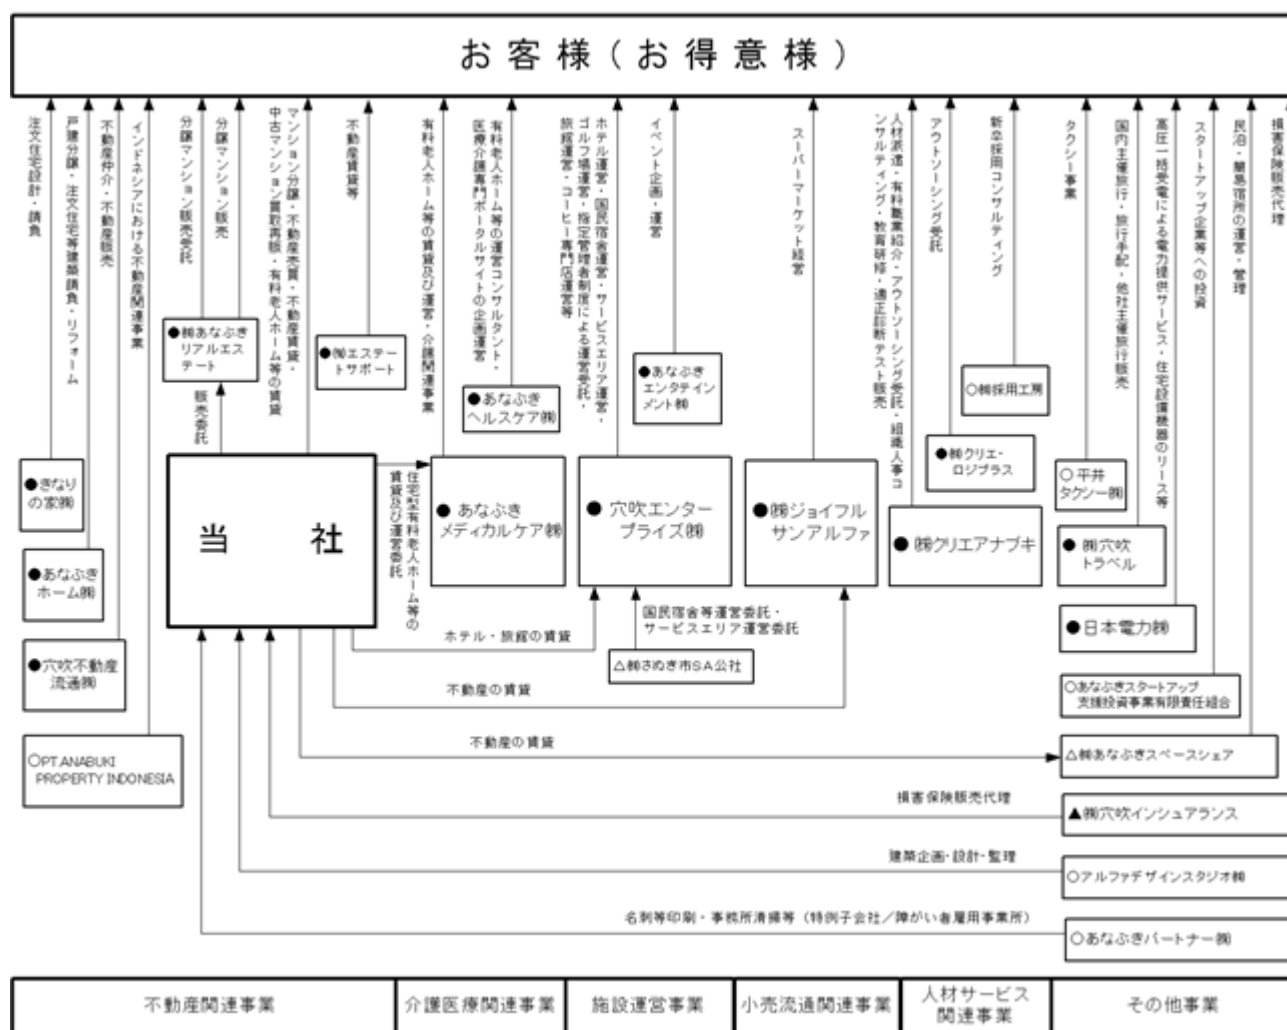 お客様(お得意様)
注文住宅設計・請負
戸建分譲・注文住宅等建築請負・リフォーム
不動産仲介・不動産販売
インドネシアにおける不動産関連事業
分譲マンション販売受託
分譲マンション販売
マンション分譲・不動産売買・不動産賃貸・
中古マンション買取再販・有料老人ホーム等の賃貸
不動産賃貸等
有料老人ホーム等の賃貸及び運営・介護関連事業
有料老人ホーム等の運営コンサルタント・
医療介護専門ポータルサイトの企画運営
ホテル運営・国民宿舎運営・サービスエリア運営・
ゴルフ場運営・指定管理者制度による運営受託・
旅館運営・コーヒー専門店運営等
イベント企画・運営
スーパーマーケット経営
人材派遣・有料職業紹介・アウトソーシング受託・組織人事コ
ンサルティング・教育研修・適正診断テスト販売
アウトソーシング受託
新卒採用コンサルティング
タクシー事業
国内主催旅行・旅行手配・他社主催旅行販売
高圧一括受電による電力提供サービス・住宅設備機器のリース等
スタートアップ企業等への投資
民泊・簡易宿所の運営・管理
損害保険販売代理
●㈱あなぶき
リアルエス
テート
販売委託
●㈲エステー
トサポート
●あなぶき
ヘルスケア㈱
●あなぶき
エンタテイン
メント㈱
○㈱採用工房
●㈱クリエ・
ロジプラス
●きなり
の家㈱
当社
住宅型有料老人ホーム等の
賃貸及び運営委託
●あなぶき
メディカルケア㈱
●穴吹エンター
プライズ㈱
●㈱ジョイフル
サンアルファ
●㈱クリエアナブキ
○平井
タクシー㈱
●㈱穴吹
トラベル
●あなぶき
ホーム㈱
●日本電力㈱
●穴吹不動産
流通㈱
ホテル・旅館の賃貸
国民宿舎等運営委託・
サービスエリア運営委託
△㈱さぬき市SA公社
不動産の賃貸
○あなぶきスタートアップ
支援投資事業有限責任組合
不動産の賃貸
△㈱あなぶきスペースシェア
○PT.ANABUKI
PROPERTY INDONESIA
損害保険販売代理
▲㈱穴吹インシュアランス
建築企画・設計・監理
○アルファデザインスタジオ㈱
名刺等印刷・事務所清掃等(特例子会社/障がい者雇用事業所)
○あなぶきパートナー㈱
不動産関連事業
介護医療関連事業
施設運営事業
小売流通関連事業
人材サービス
関連事業
その他事業